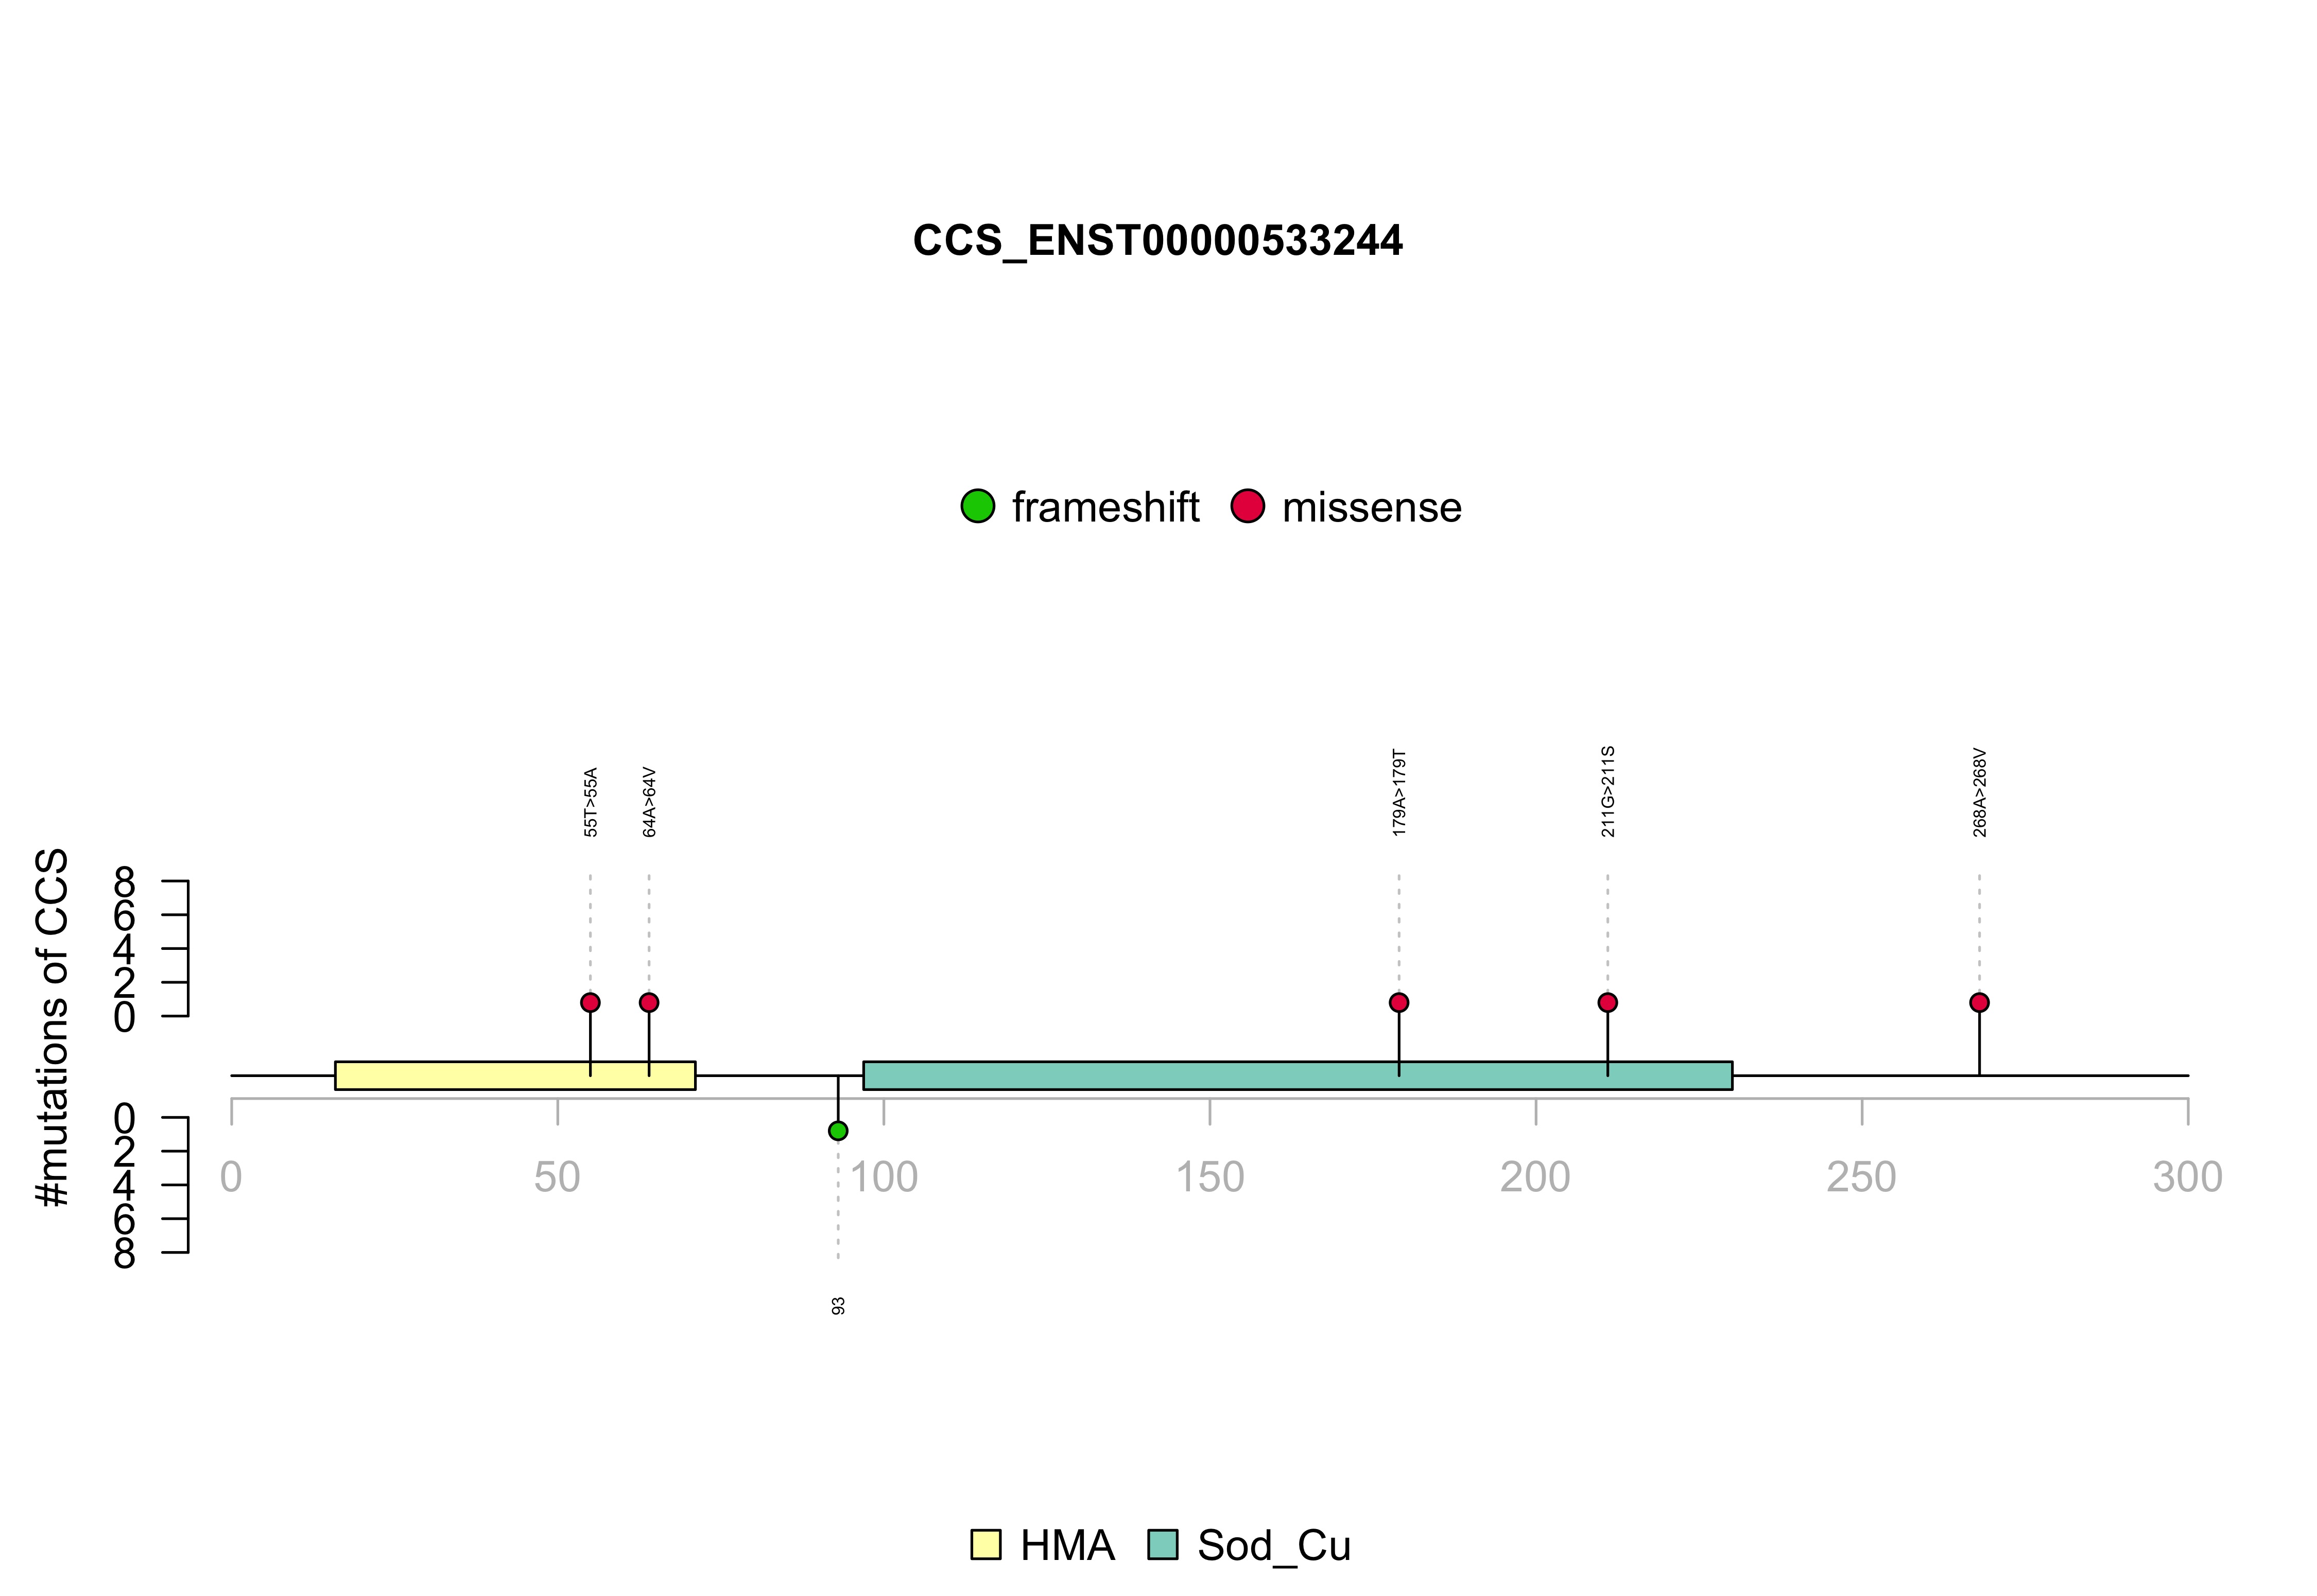 CCS_ENST00000533244
frameshift missense
55T>55A
64A>64V
179A>179T
211G>211S
268A>268V
#mutations of CCS
8
6
4
2
0
0
2
4
6
8
0 50 100 150 200 250 300
93
HMA Sod_Cu